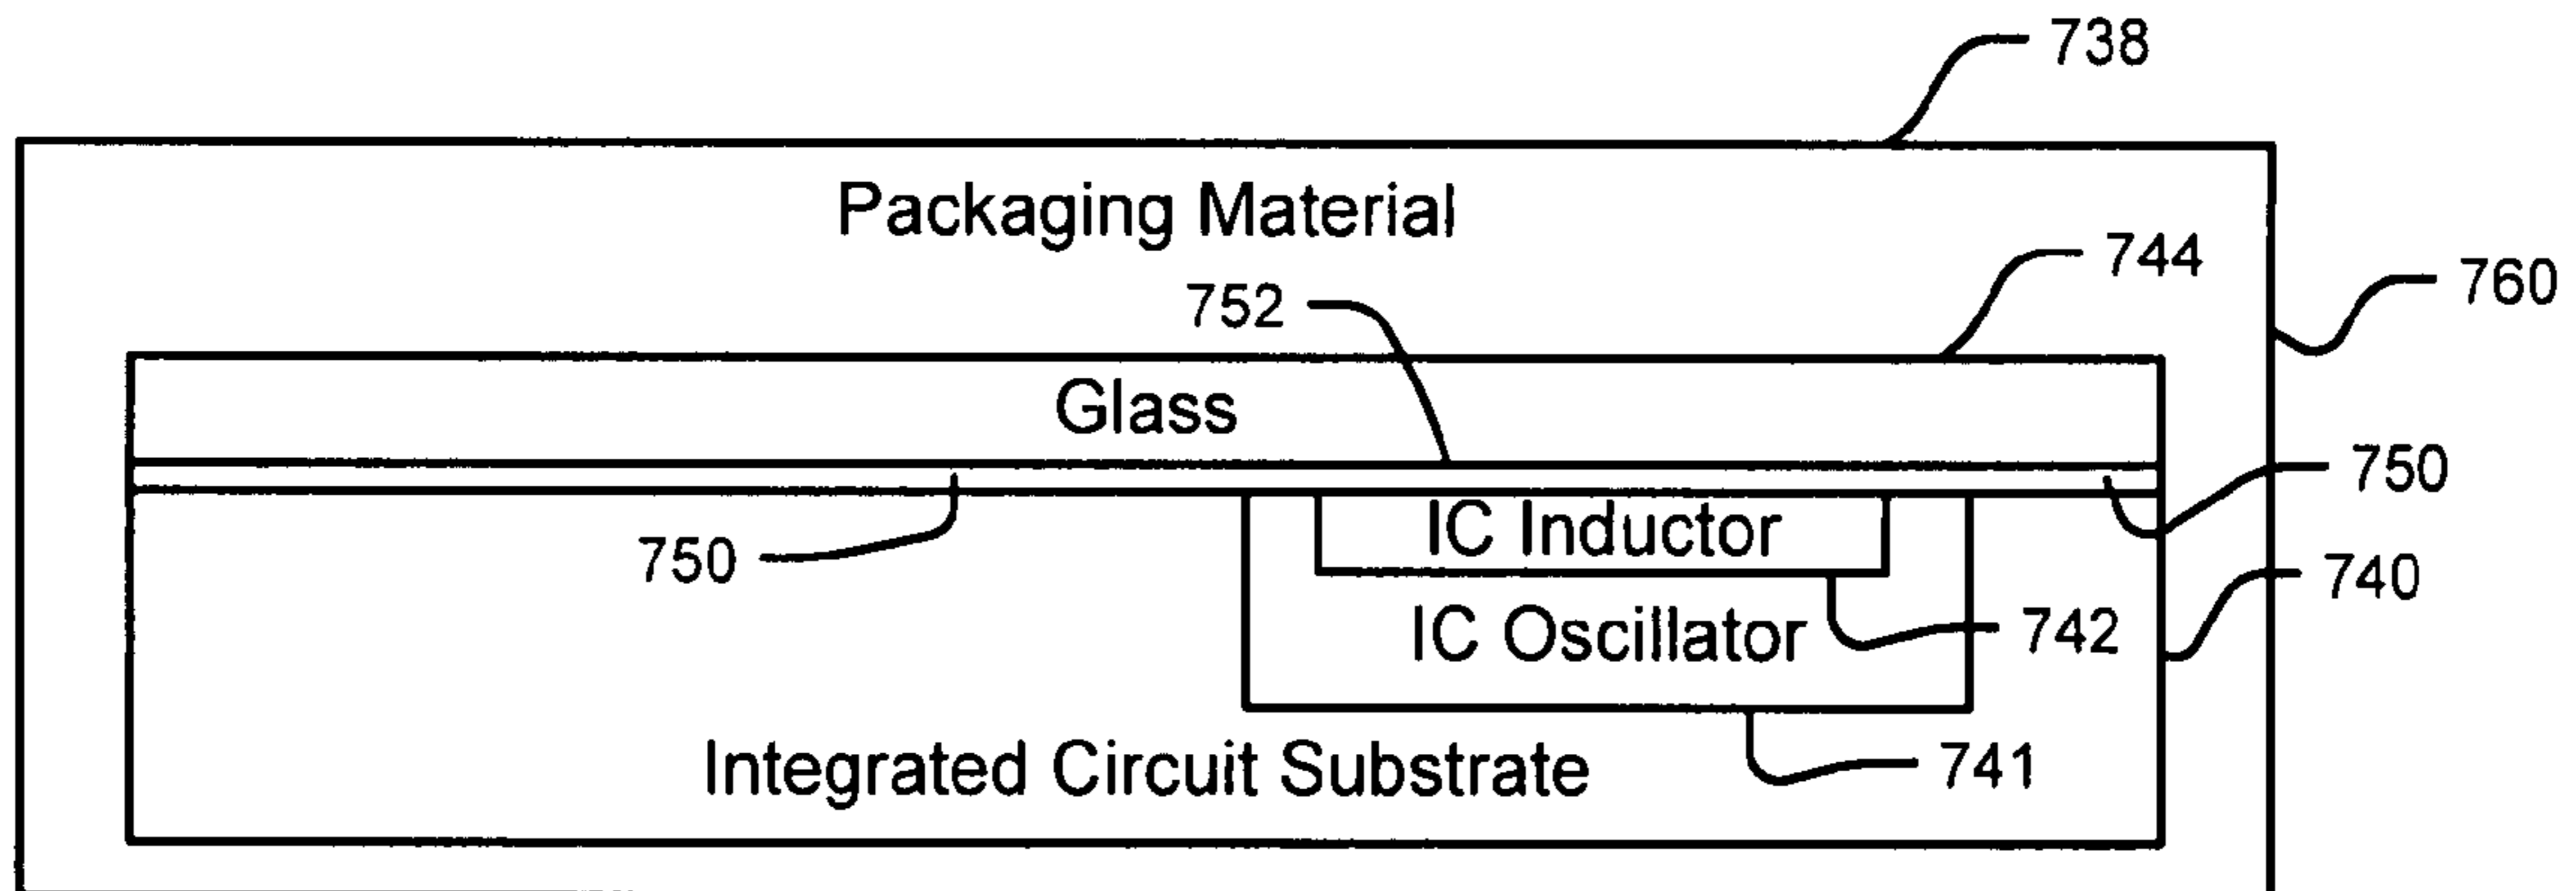 738
Packaging Material
744
760
752
Glass
750
750
IC Inductor
740
742
IC Oscillator
741
Integrated Circuit Substrate